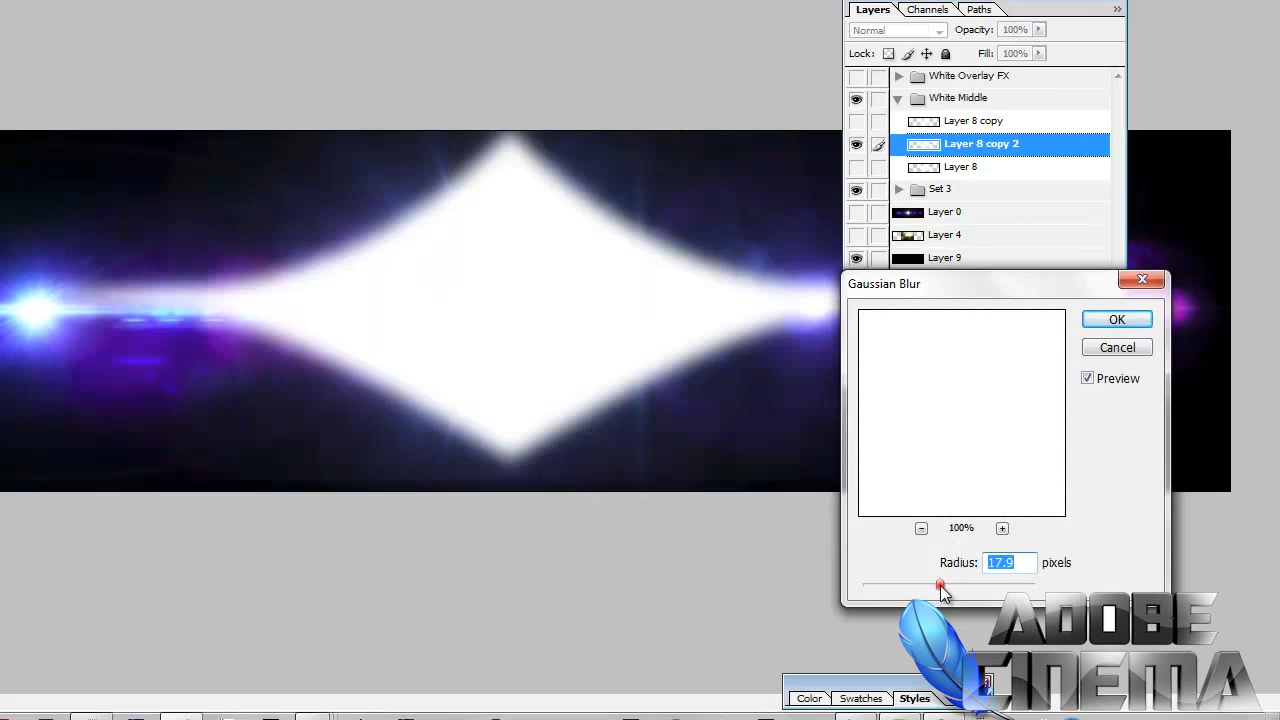 Layers Channels Paths
Normal Opacity: 100%
Lock: Fill: 100%
White Overlay FX
White Middle
Layer 8 copy
Layer 8 copy 2
Layer 8
Set 3
Layer 0
Layer 4
Layer 9
Gaussian Blur
OK
Cancel
Preview
100%
Radius: 17.9 pixels
ADOBE
CINEMA
Color Swatches Styles